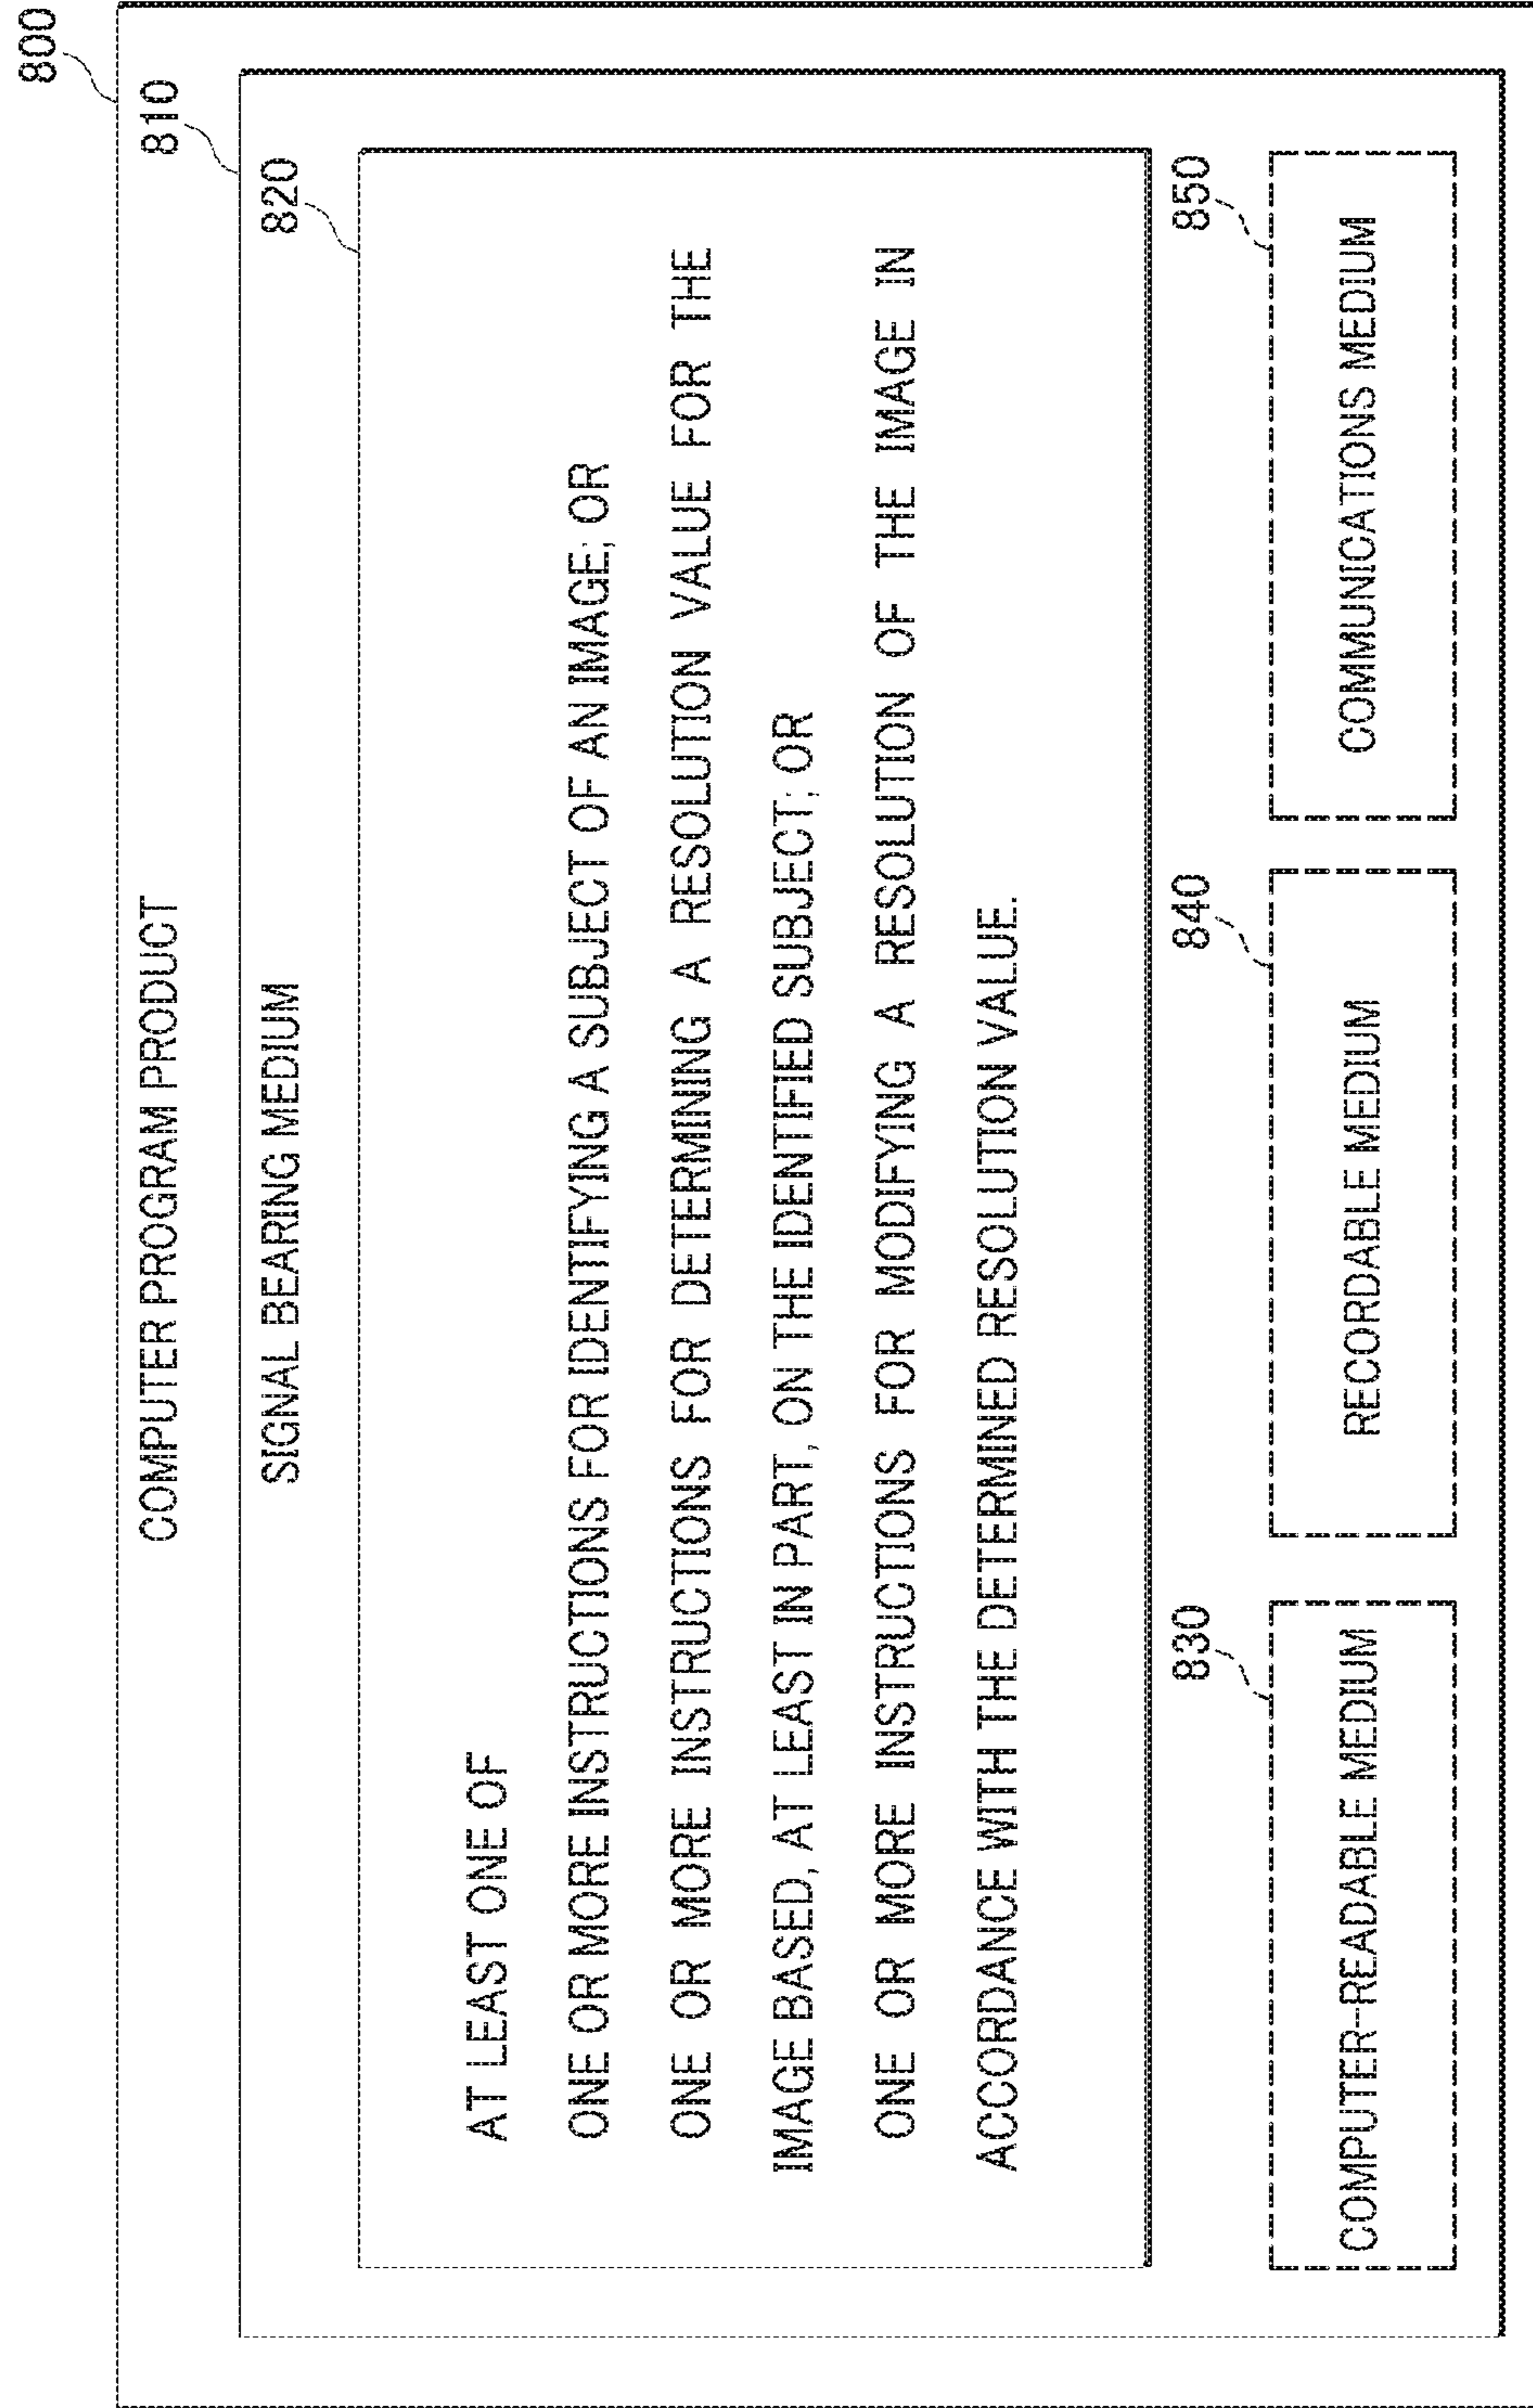 800
COMPUTER PROGRAM PRODUCT
810
SIGNAL BEARING MEDIUM
820
AT LEAST ONE OF
ONE OR MORE INSTRUCTIONS FOR IDENTIFYING A SUBJECT OF AN IMAGE; OR
ONE OR MORE INSTRUCTIONS FOR DETERMINING A RESOLUTION VALUE FOR THE
IMAGE BASED, AT LEAST IN PART, ON THE IDENTIFIED SUBJECT; OR
ONE OR MORE INSTRUCTIONS FOR MODIFYING A RESOLUTION OF THE IMAGE IN
ACCORDANCE WITH THE DETERMINED RESOLUTION VALUE.
830
COMPUTER-READABLE MEDIUM
840
RECORDABLE MEDIUM
850
COMMUNICATIONS MEDIUM